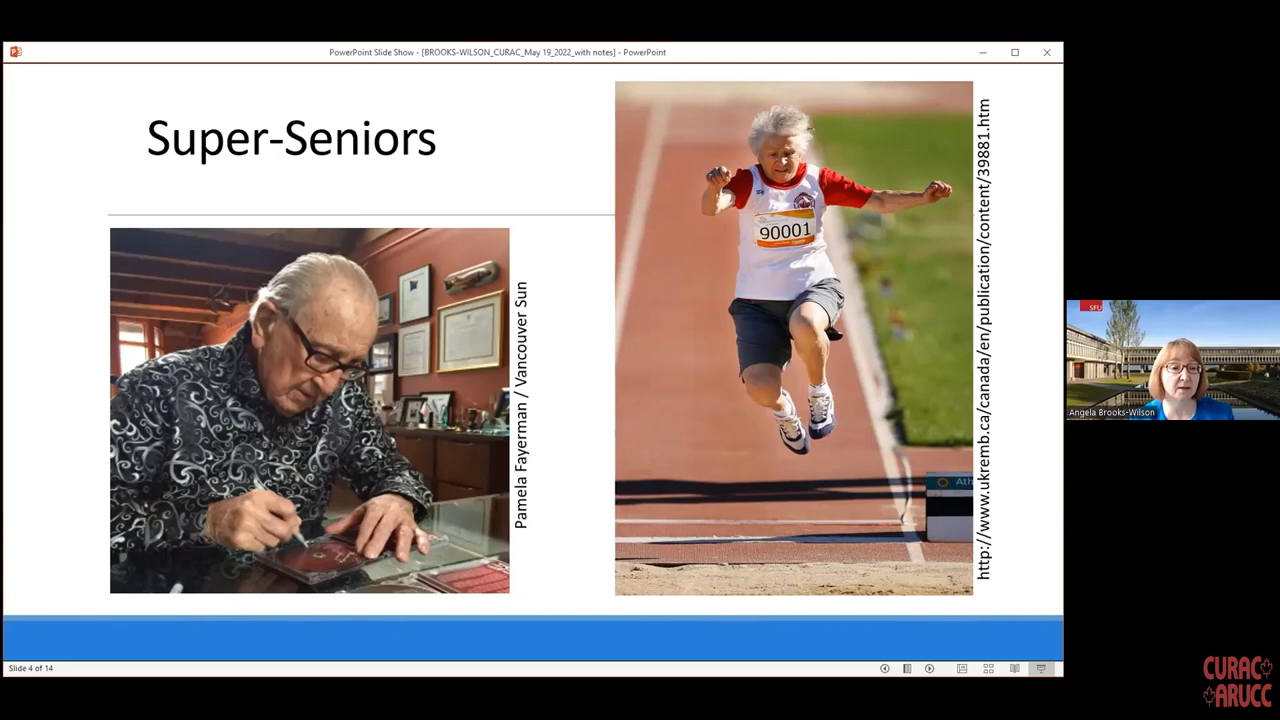 PowerPoint Slide Show - [BROOKS-WILSON_CURAC_May 19_2022_with notes] - PowerPoint
Super-Seniors
Pamela Fayerman / Vancouver Sun
90001
Ath
http://www.ukremb.ca/canada/en/publication/content/39881.htm
SFU
Angela Brooks-Wilson
Slide 4 of 14
CURAC
ARUCC